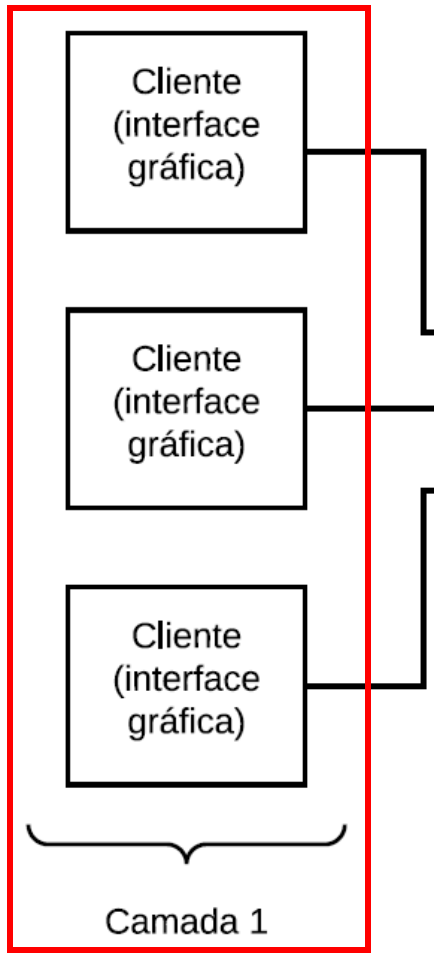 Cliente
(interface
gráfica)
Cliente
(interface
gráfica)
Cliente
(interface
gráfica)
Camada 1